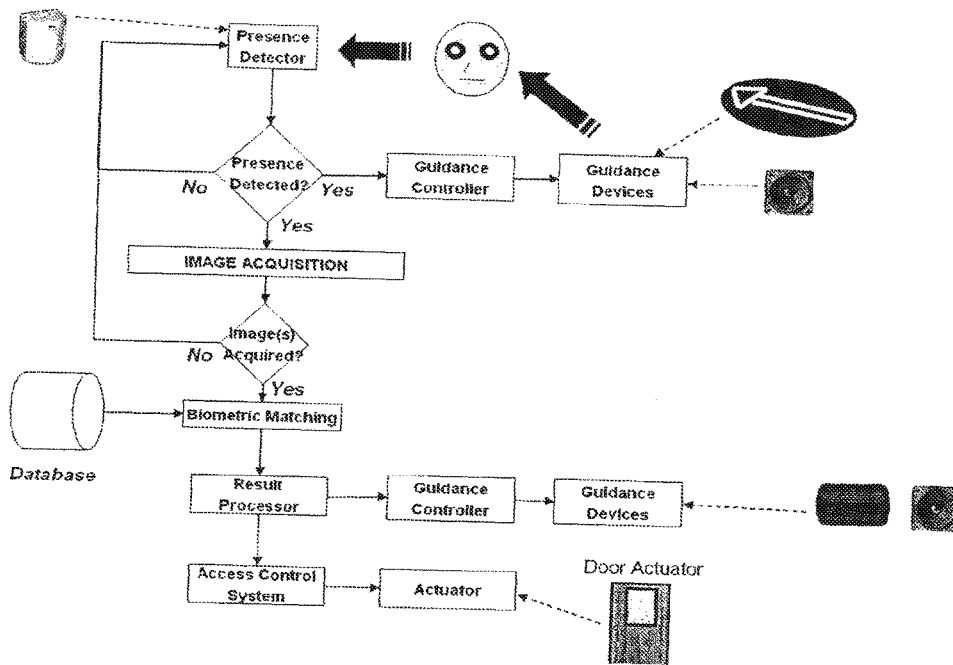 Presence
Detector
Presence
Detected?
No
Yes
Guidance
Controller
Guidance
Devices
Yes
IMAGE ACQUISITION
Image(s)
Acquired?
No
Yes
Biometric Matching
Database
Result
Processor
Guidance
Controller
Guidance
Devices
Access Control
System
Actuator
Door Actuator